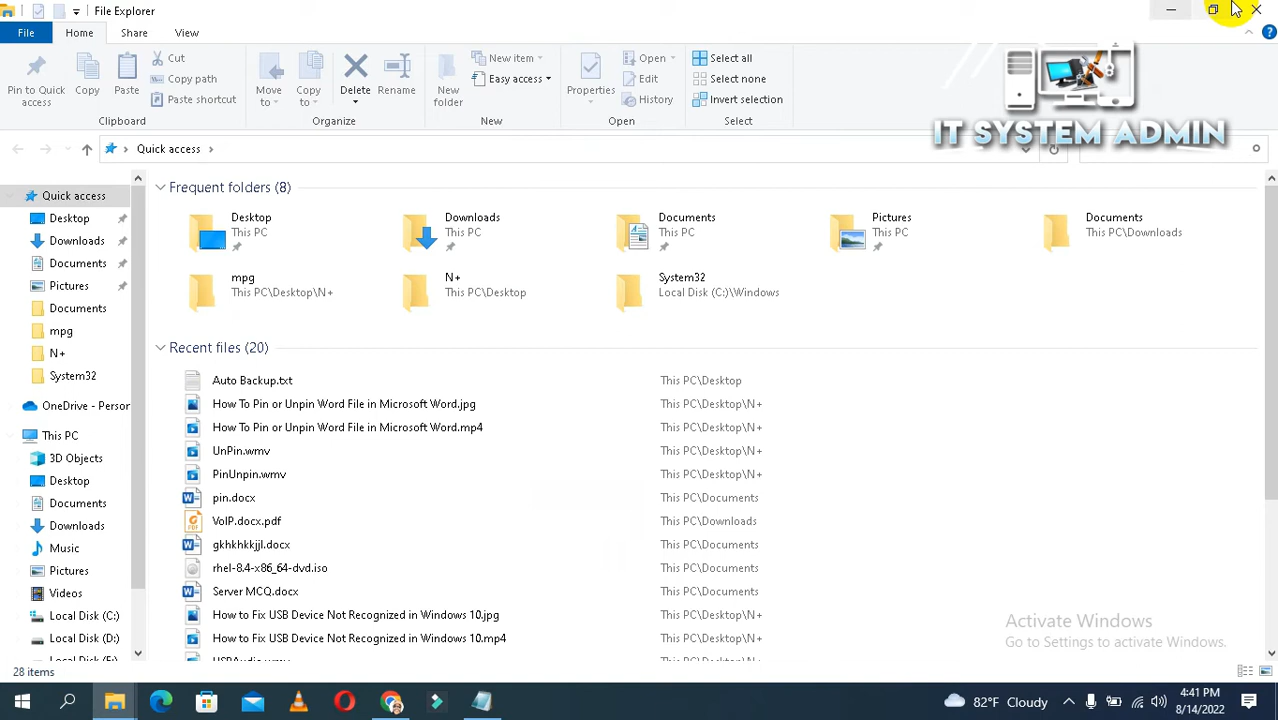 File Explorer
File
Home
Share
View
Pin to Quick access
Copy
Paste
Cut
Copy path
Paste shortcut
Move to
Copy to
Delete
Rename
New folder
New item
Easy access
Properties
Open
Edit
History
Select all
Select none
Invert selection
Clipboard
Organize
New
Open
Select
IT SYSTEM ADMIN
Quick access
Quick access
Desktop
Downloads
Documents
Pictures
Documents
mpg
N+
System32
OneDrive - Person
This PC
3D Objects
Desktop
Documents
Downloads
Music
Pictures
Videos
Local Disk (C:)
Local Disk (D:)
Frequent folders (8)
Desktop
This PC
Downloads
This PC
Documents
This PC
Pictures
This PC
Documents
This PC\Downloads
mpg
This PC\Desktop\N+
N+
This PC\Desktop
System32
Local Disk (C:)\Windows
Recent files (20)
Auto Backup.txt This PC\Desktop
How To Pin or Unpin Word File in Microsoft Word.jpg This PC\Desktop\N+
How To Pin or Unpin Word File in Microsoft Word.mp4 This PC\Desktop\N+
UnPin.wmv This PC\Desktop\N+
PinUnpin.wmv This PC\Desktop\N+
pin.docx This PC\Documents
VoIP.docx.pdf This PC\Downloads
gkhkhkkjjl.docx This PC\Documents
rhel-8.4-x86_64-dvd.iso This PC\Documents
Server MCQ.docx This PC\Documents
How to Fix USB Device Not Recognized in Windows 10.jpg This PC\Desktop\N+
How to Fix USB Device Not Recognized in Windows 10.mp4 This PC\Desktop\N+
Activate Windows
Go to Settings to activate Windows.
28 items
82°F Cloudy
4:41 PM
8/14/2022